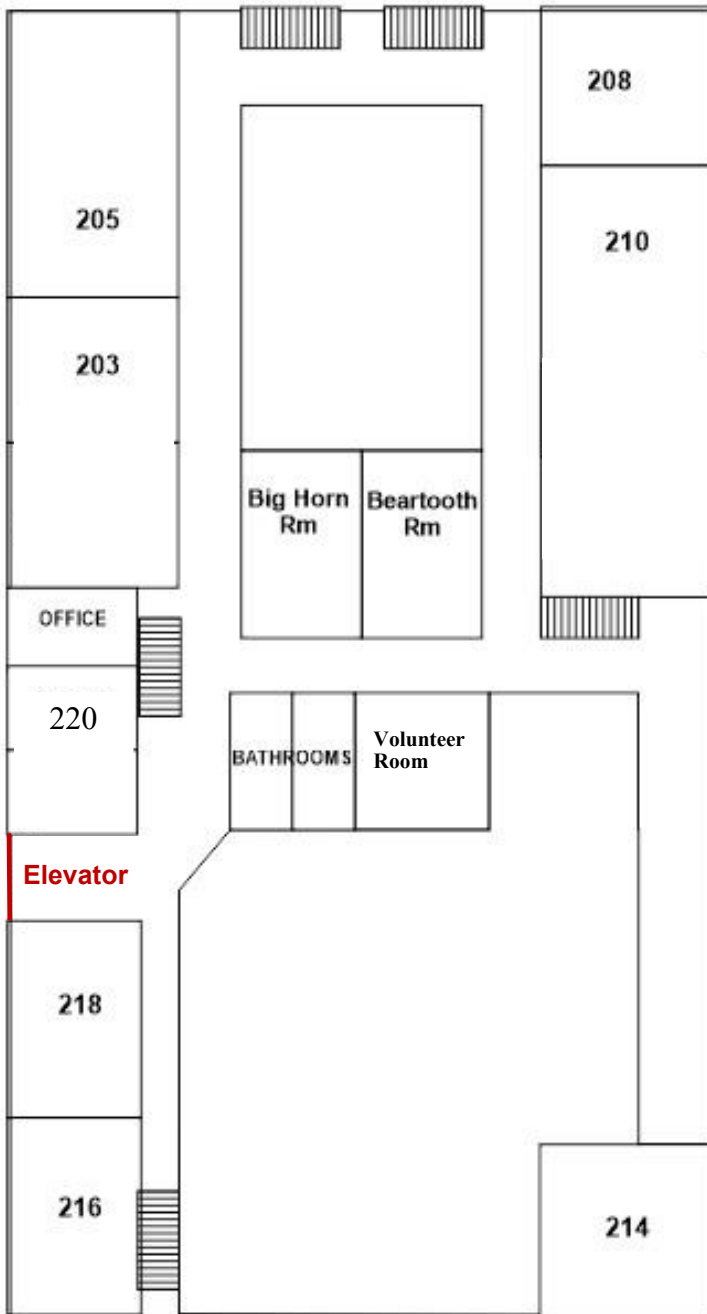 208
205
210
203
Big Horn
Rm
Beartooth
Rm
OFFICE
220
BATHROOMS
Volunteer
Room
Elevator
218
216
214